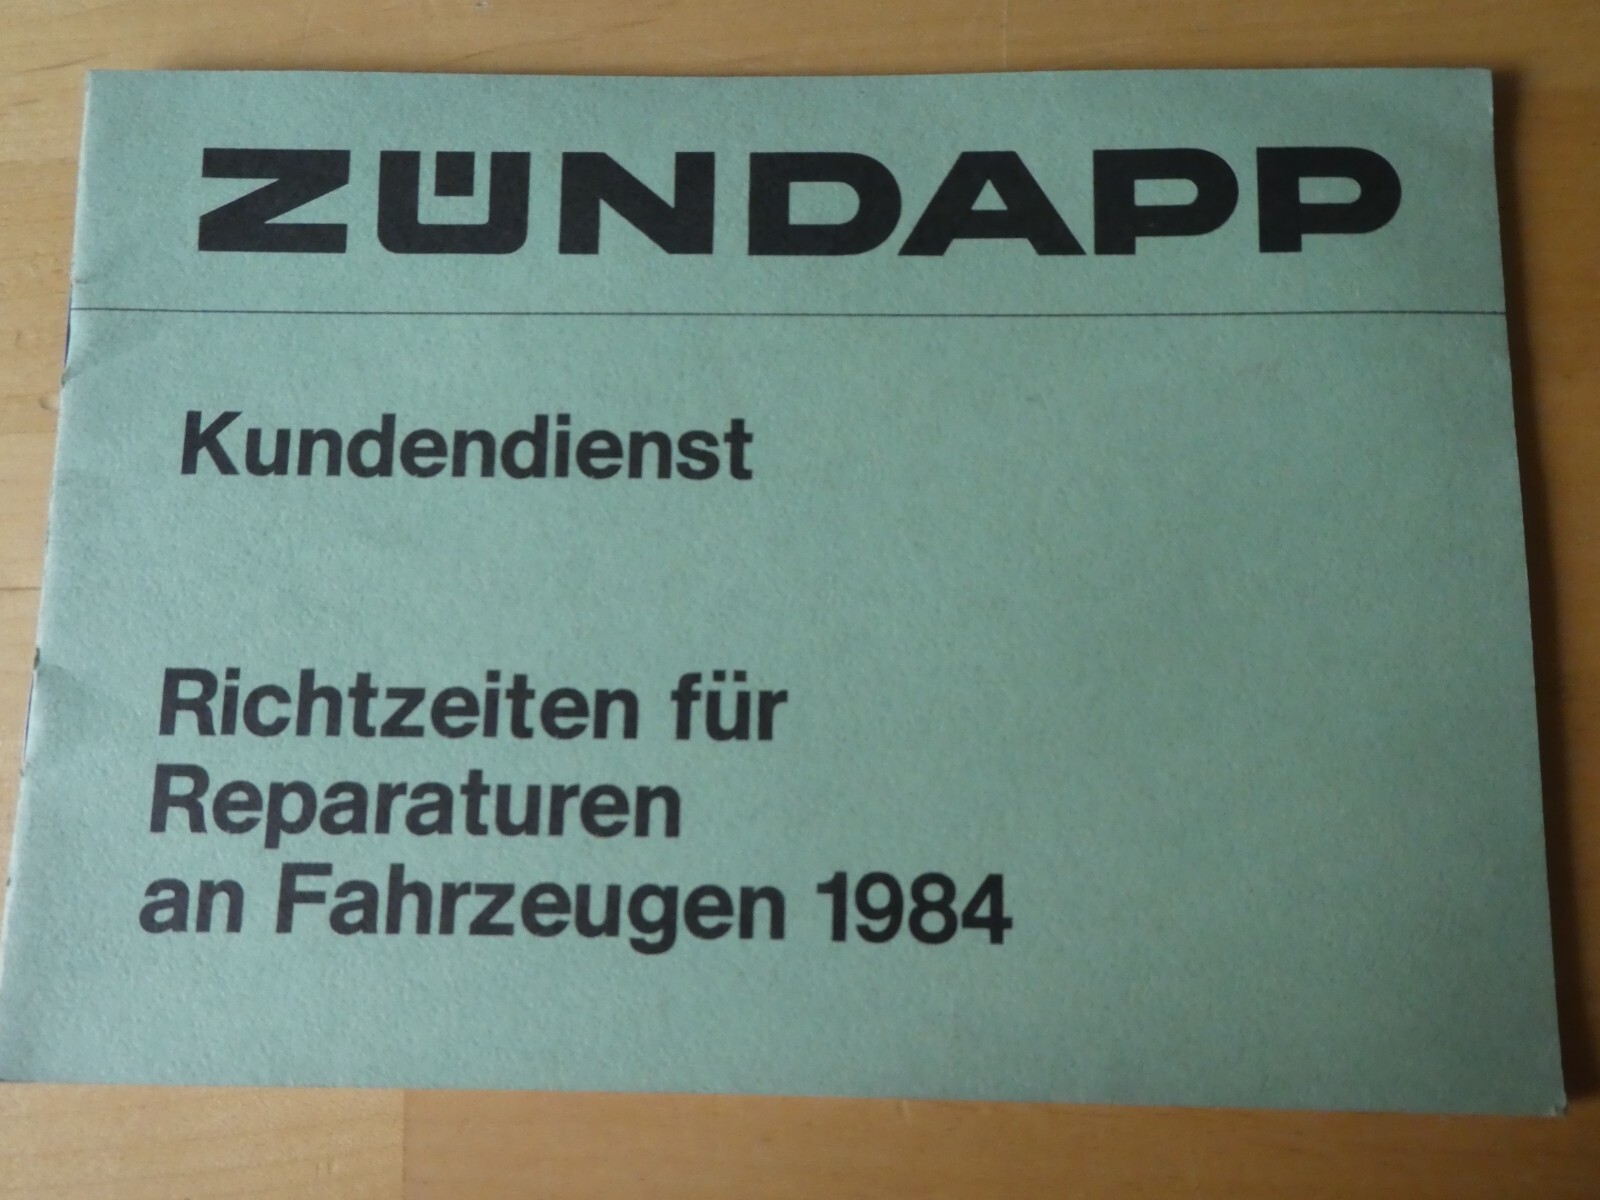 ZÜNDAPP
Kundendienst
Richtzeiten für
Reparaturen
an Fahrzeugen 1984